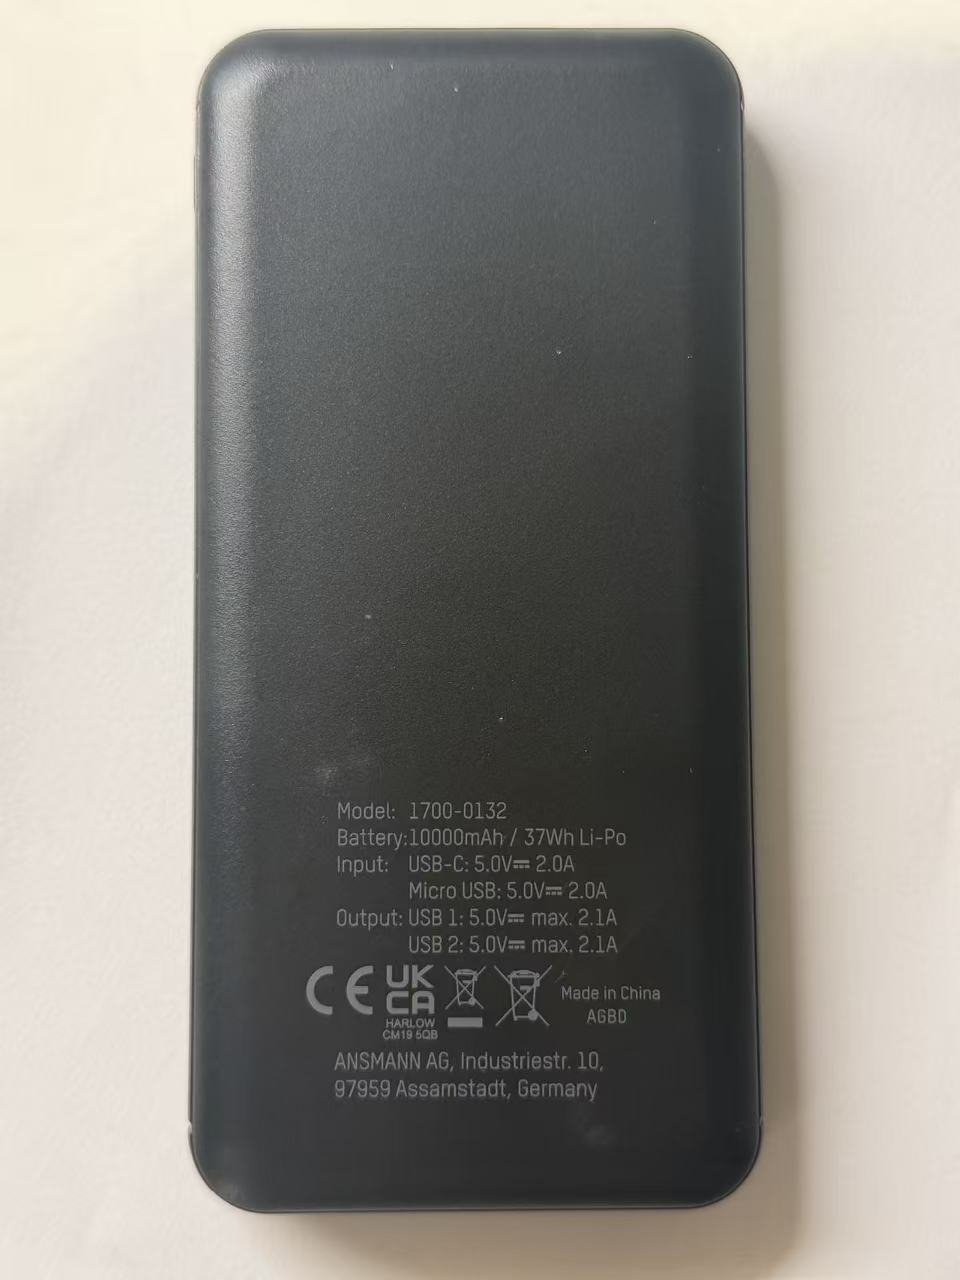 Model: 1700-0132
Battery:10000mAh / 37Wh Li-Po
Input: USB-C: 5.0V⎓ 2.0A
Micro USB: 5.0V⎓ 2.0A
Output: USB 1: 5.0V⎓ max. 2.1A
USB 2: 5.0V⎓ max. 2.1A
CE UK
CA
HARLOW
CM19 5QB
Made in China
AGBD
ANSMANN AG, Industriestr. 10,
97959 Assamstadt, Germany